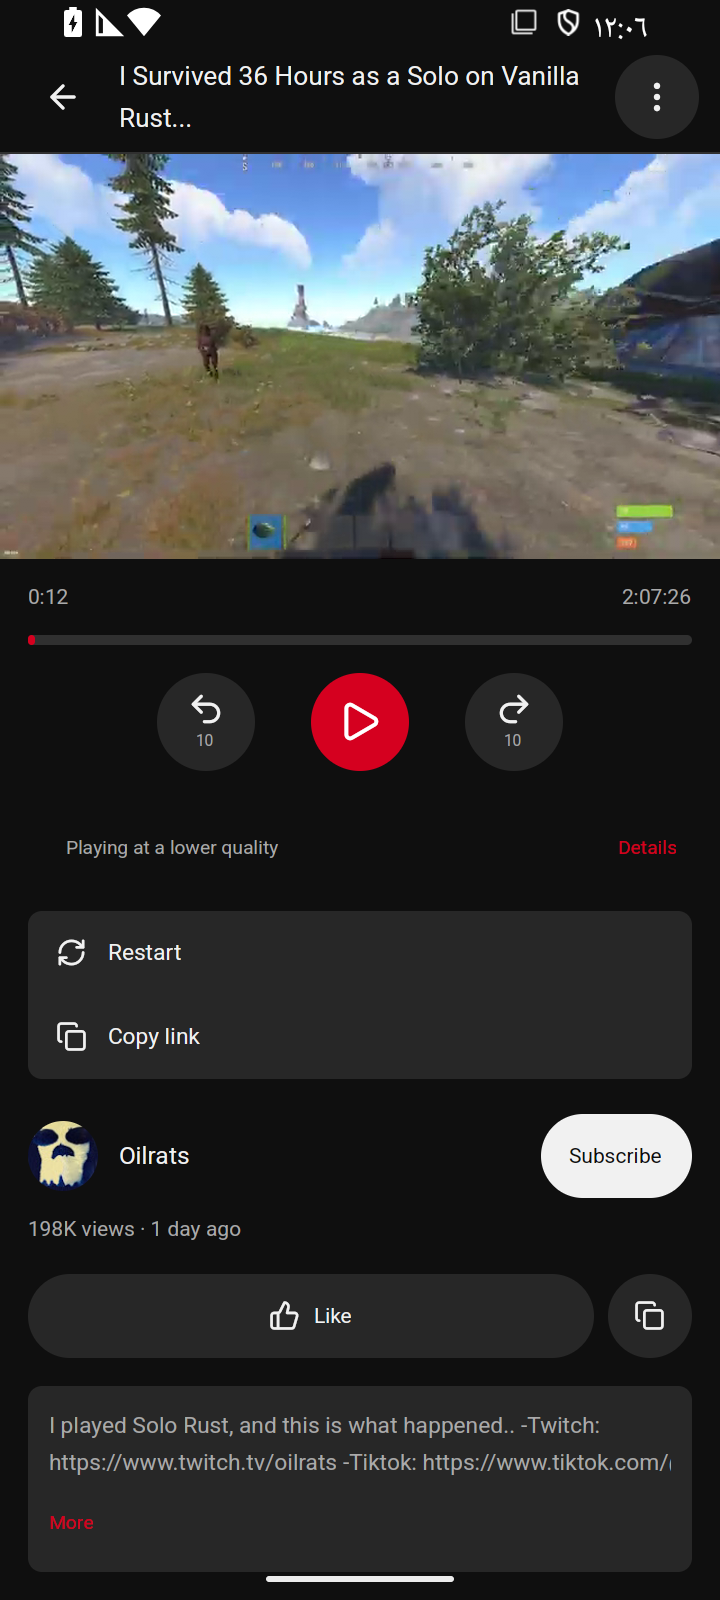 ١٢:٠٦
I Survived 36 Hours as a Solo on Vanilla
Rust...
0:12
2:07:26
10
10
Playing at a lower quality
Details
Restart
Copy link
Oilrats
Subscribe
198K views · 1 day ago
Like
I played Solo Rust, and this is what happened.. -Twitch:
https://www.twitch.tv/oilrats -Tiktok: https://www.tiktok.com/
More